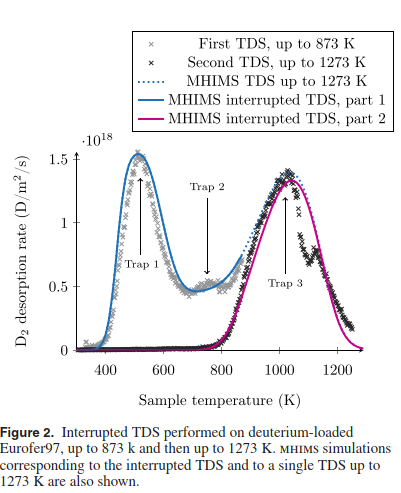 First TDS, up to 873 K
Second TDS, up to 1273 K
MHIMS TDS up to 1273 K
MHIMS interrupted TDS, part 1
MHIMS interrupted TDS, part 2
·10^18
D2 desorption rate (D/m²/s)
1.5
1
0.5
0
Trap 1
Trap 2
Trap 3
400 600 800 1000 1200
Sample temperature (K)
Figure 2. Interrupted TDS performed on deuterium-loaded
Eurofer97, up to 873 k and then up to 1273 K. MHIMS simulations
corresponding to the interrupted TDS and to a single TDS up to
1273 K are also shown.